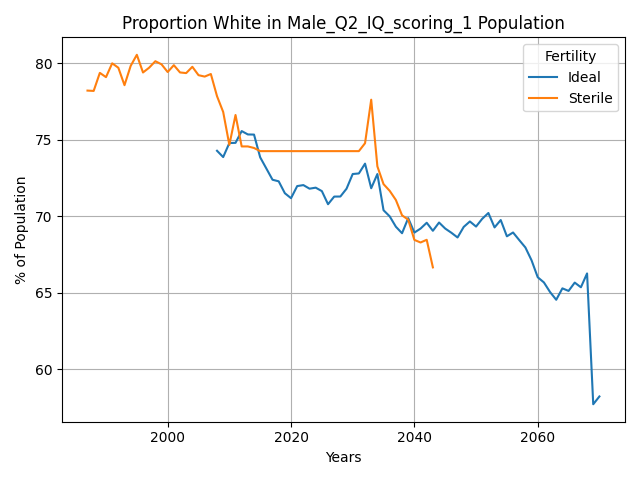 Proportion White in Male_Q2_IQ_scoring_1 Population
Fertility
Ideal
Sterile
% of Population
80
75
70
65
60
2000
2020
2040
2060
Years